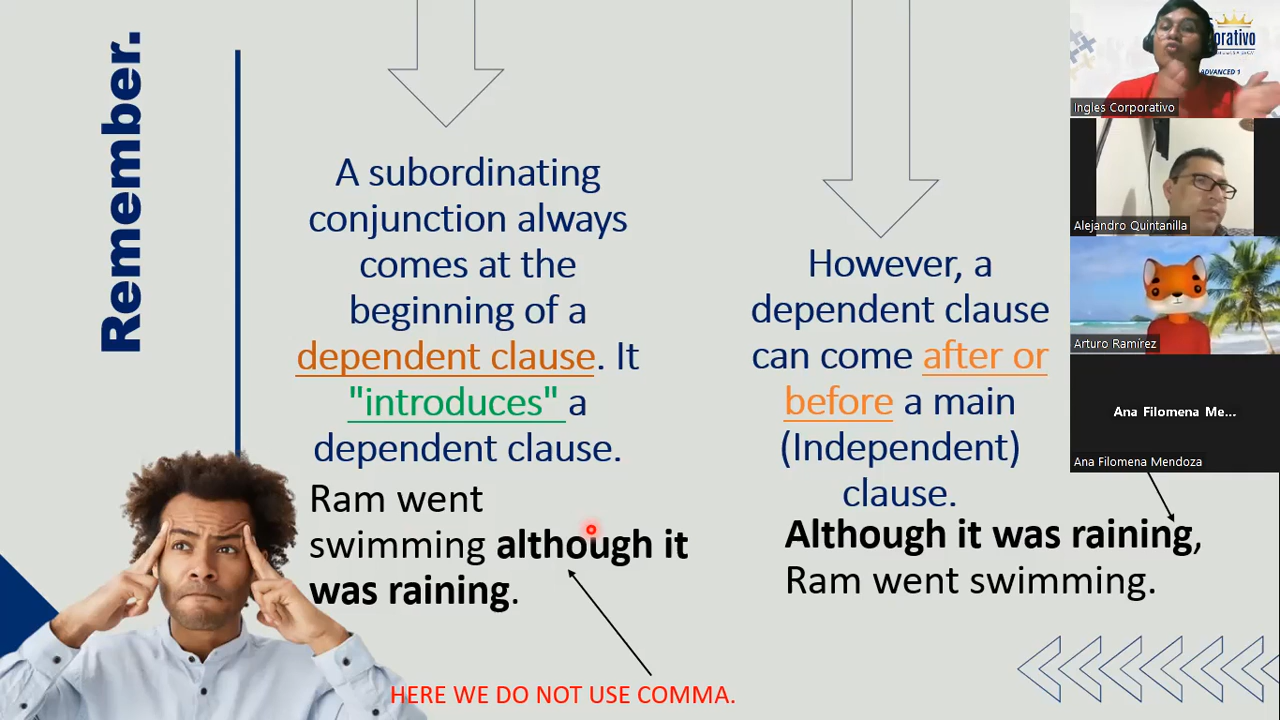 Remember.
A subordinating
conjunction always
comes at the
beginning of a
dependent clause. It
"introduces" a
dependent clause.
Ram went
swimming although it
was raining.
HERE WE DO NOT USE COMMA.
However, a
dependent clause
can come after or
before a main
(Independent)
clause.
Although it was raining,
Ram went swimming.
orativo
ADVANCED 1
Ingles Corporativo
Alejandro Quintanilla
Arturo Ramírez
Ana Filomena Me...
Ana Filomena Mendoza